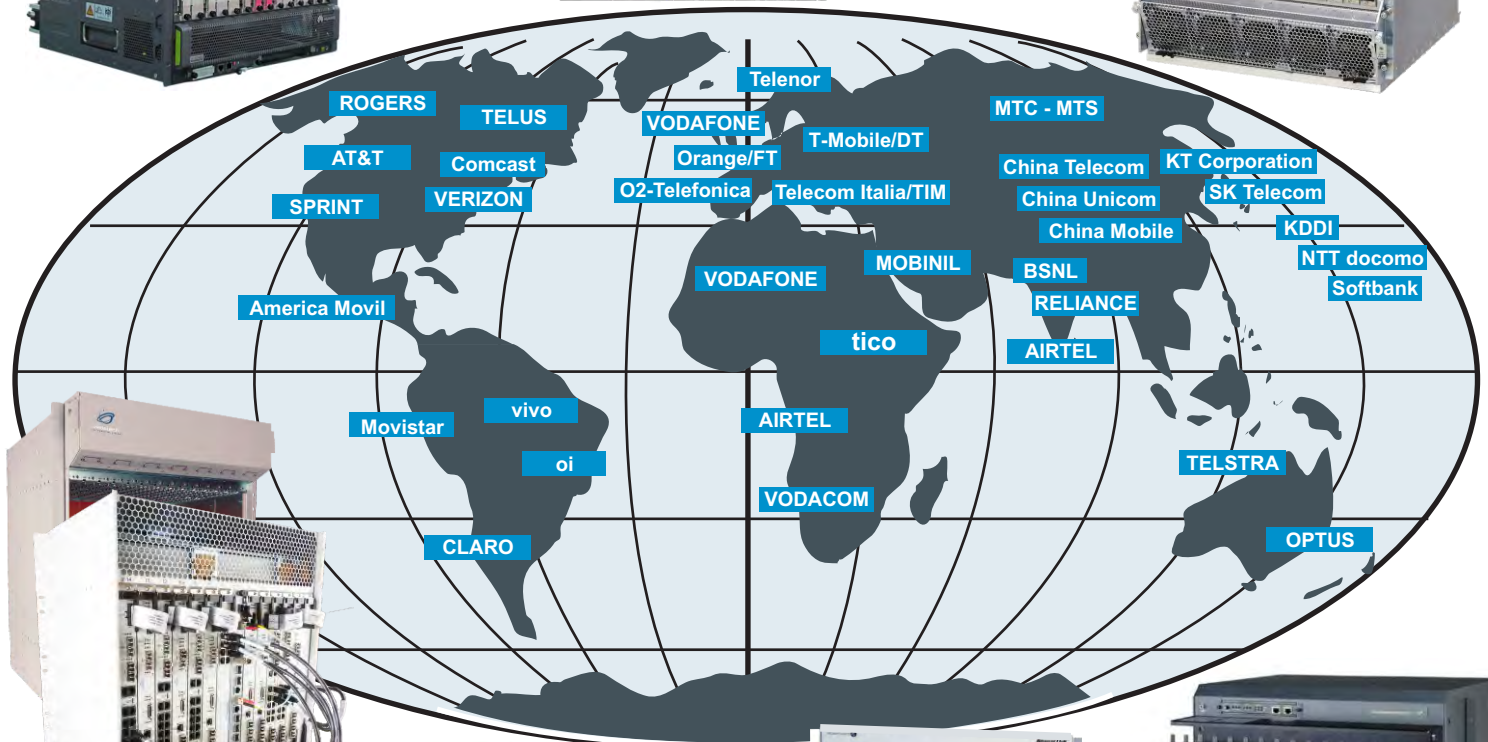 Telenor
ROGERS
TELUS
VODAFONE
MTC - MTS
T-Mobile/DT
AT&T
Comcast
Orange/FT
China Telecom
KT Corporation
SPRINT
VERIZON
O2-Telefonica
Telecom Italia/TIM
China Unicom
SK Telecom
China Mobile
KDDI
VODAFONE
MOBINIL
BSNL
NTT docomo
Softbank
America Movil
RELIANCE
tico
AIRTEL
Movistar
vivo
AIRTEL
oi
TELSTRA
VODACOM
CLARO
OPTUS